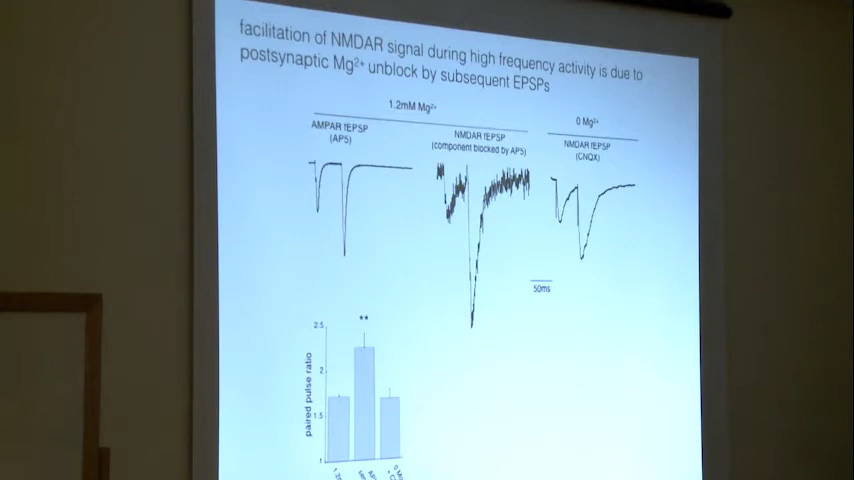 facilitation of NMDAR signal during high frequency activity is due to
postsynaptic Mg²⁺ unblock by subsequent EPSPs
1.2mM Mg²⁺
0 Mg²⁺
AMPAR fEPSP
(AP5)
NMDAR fEPSP
(component blocked by AP5)
NMDAR fEPSP
(CNQX)
50ms
**
2.5
2
1.5
1
paired pulse ratio